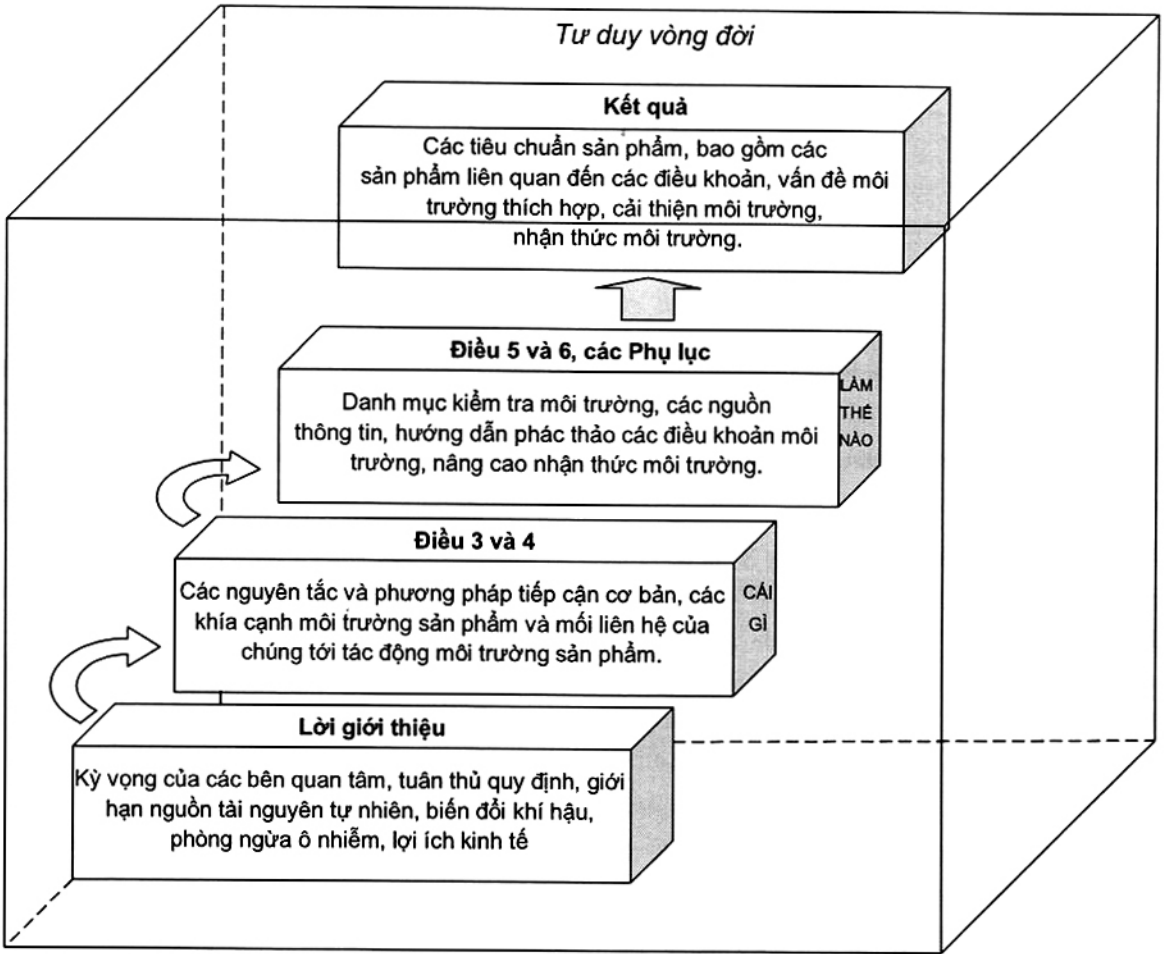 Tư duy vòng đời
Kết quả
Các tiêu chuẩn sản phẩm, bao gồm các
sản phẩm liên quan đến các điều khoản, vấn đề môi
trường thích hợp, cải thiện môi trường,
nhận thức môi trường.
Điều 5 và 6, các Phụ lục
Danh mục kiểm tra môi trường, các nguồn
thông tin, hướng dẫn phác thảo các điều khoản môi
trường, nâng cao nhận thức môi trường.
LÀM
THẾ
NÀO
Điều 3 và 4
Các nguyên tắc và phương pháp tiếp cận cơ bản, các
khía cạnh môi trường sản phẩm và mối liên hệ của
chúng tới tác động môi trường sản phẩm.
CÁI
GÌ
Lời giới thiệu
Kỳ vọng của các bên quan tâm, tuân thủ quy định, giới
hạn nguồn tài nguyên tự nhiên, biến đổi khí hậu,
phòng ngừa ô nhiễm, lợi ích kinh tế